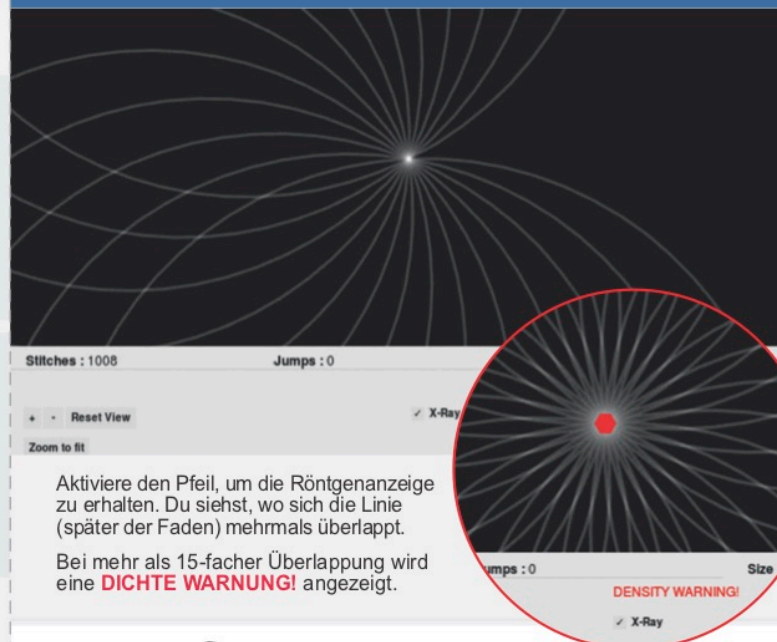 Stitches : 1008 Jumps : 0
+ - Reset View ✓ X-Ray
Zoom to fit
Aktiviere den Pfeil, um die Röntgenanzeige
zu erhalten. Du siehst, wo sich die Linie
(später der Faden) mehrmals überlappt.
Bei mehr als 15-facher Überlappung wird
eine DICHTE WARNUNG! angezeigt.
umps : 0 Size
DENSITY WARNING!
✓ X-Ray